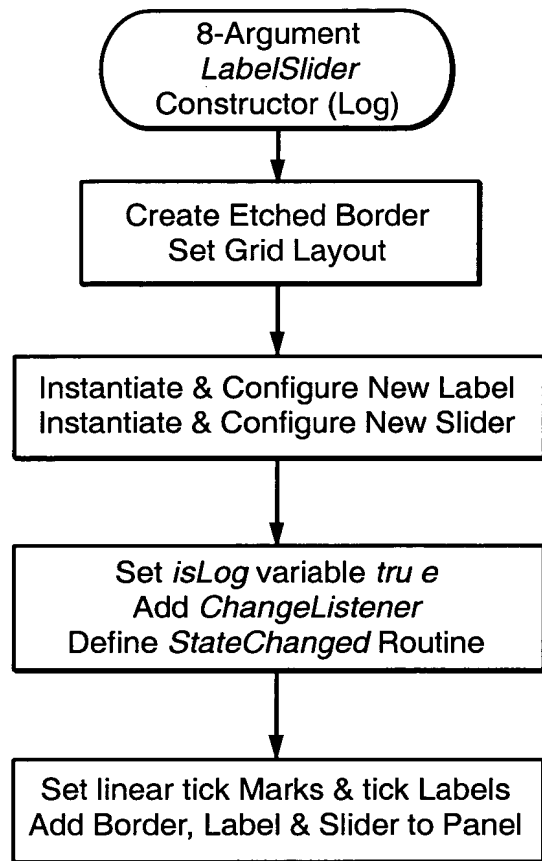 8-Argument
LabelSlider
Constructor (Log)
Create Etched Border
Set Grid Layout
Instantiate & Configure New Label
Instantiate & Configure New Slider
Set isLog variable tru e
Add ChangeListener
Define StateChanged Routine
Set linear tick Marks & tick Labels
Add Border, Label & Slider to Panel